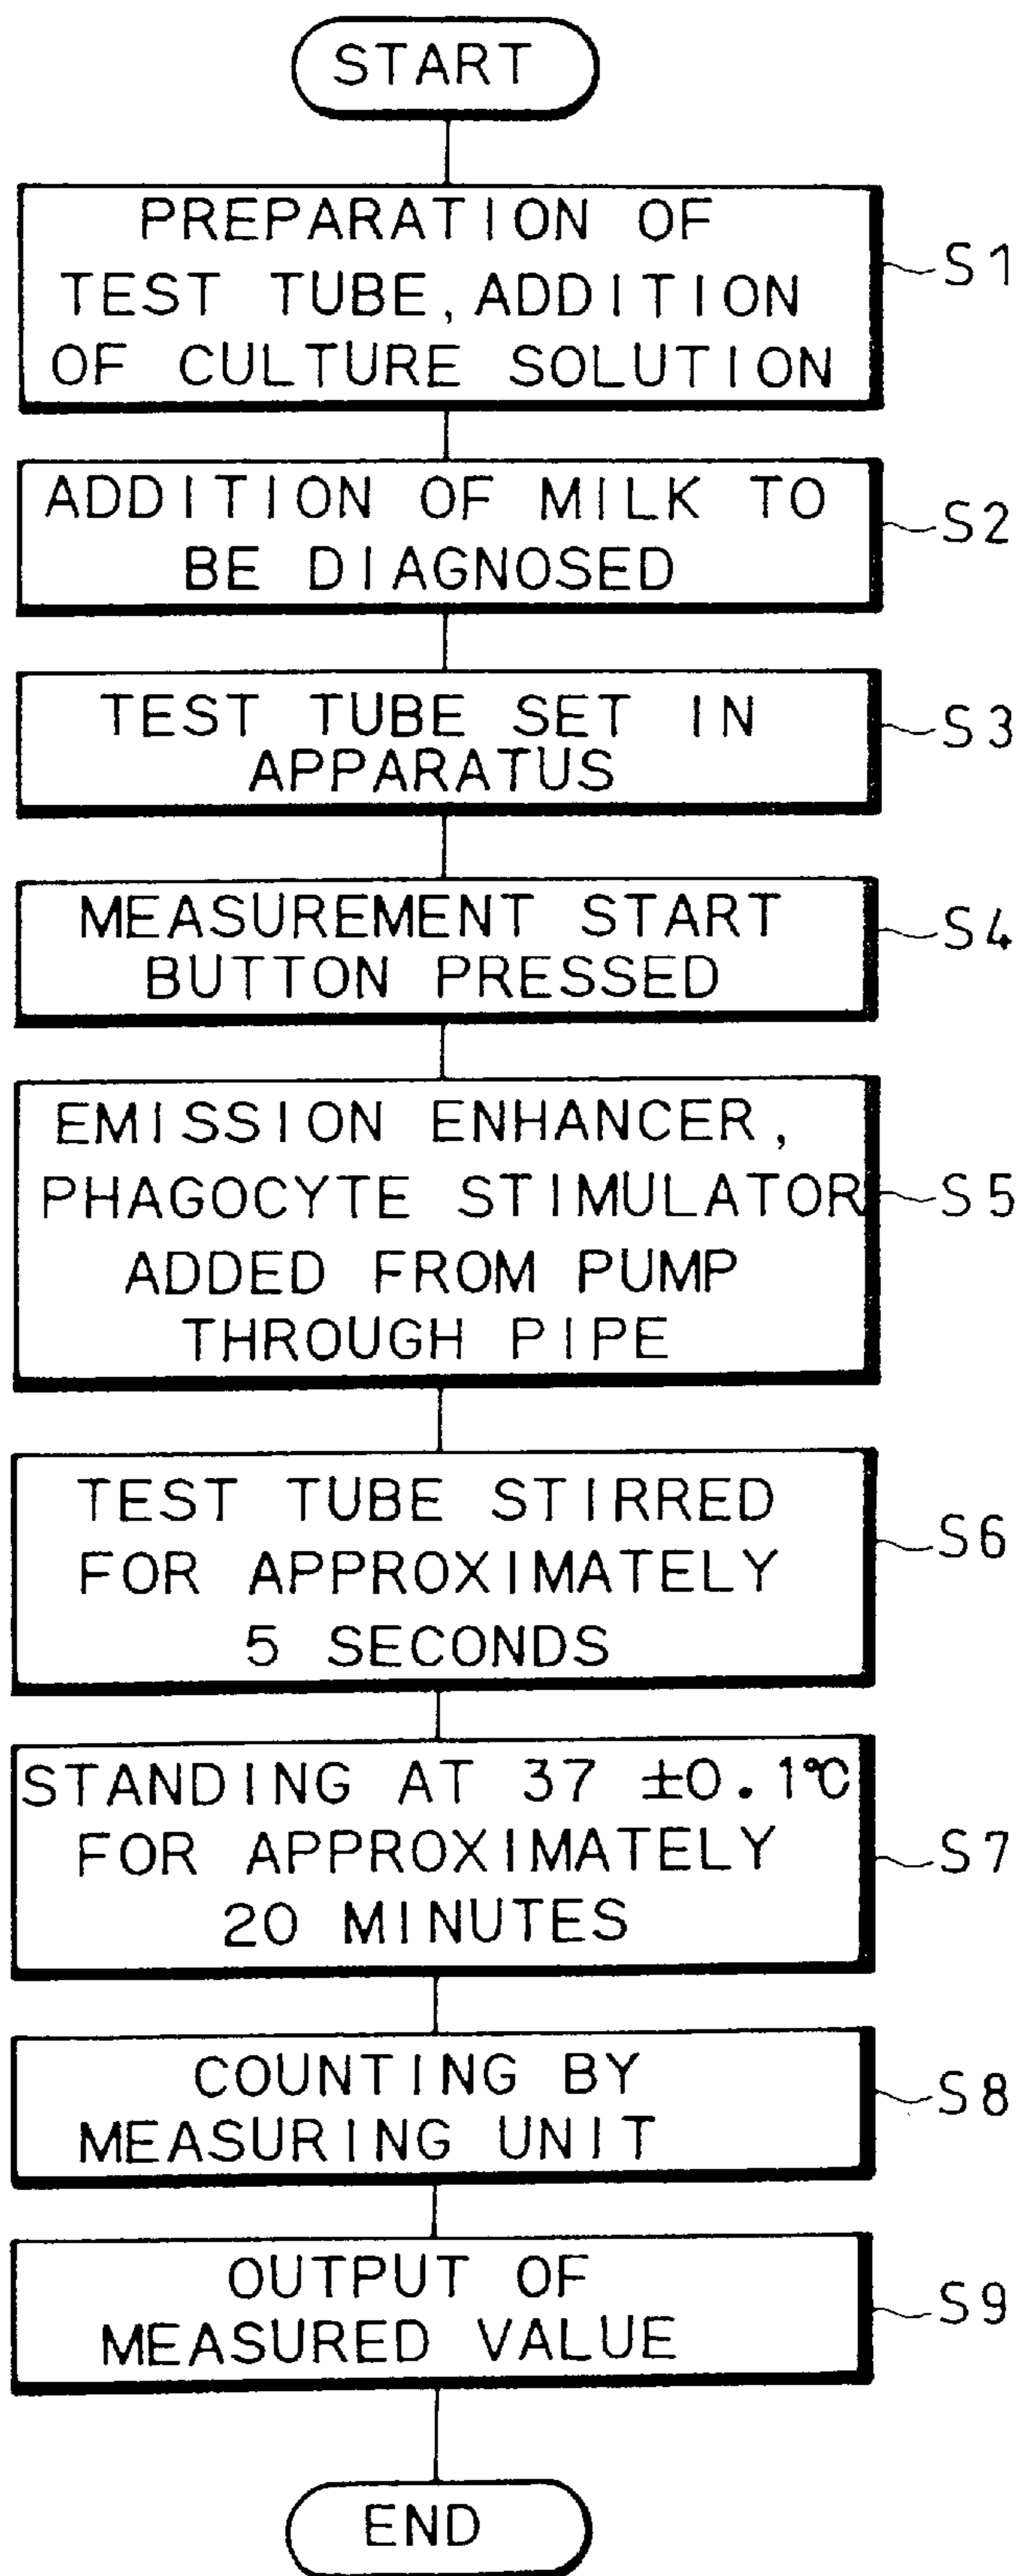 START
PREPARATION OF
TEST TUBE, ADDITION
OF CULTURE SOLUTION
S1
ADDITION OF MILK TO
BE DIAGNOSED
S2
TEST TUBE SET IN
APPARATUS
S3
MEASUREMENT START
BUTTON PRESSED
S4
EMISSION ENHANCER,
PHAGOCYTE STIMULATOR
ADDED FROM PUMP
THROUGH PIPE
S5
TEST TUBE STIRRED
FOR APPROXIMATELY
5 SECONDS
S6
STANDING AT 37 ±0.1℃
FOR APPROXIMATELY
20 MINUTES
S7
COUNTING BY
MEASURING UNIT
S8
OUTPUT OF
MEASURED VALUE
S9
END